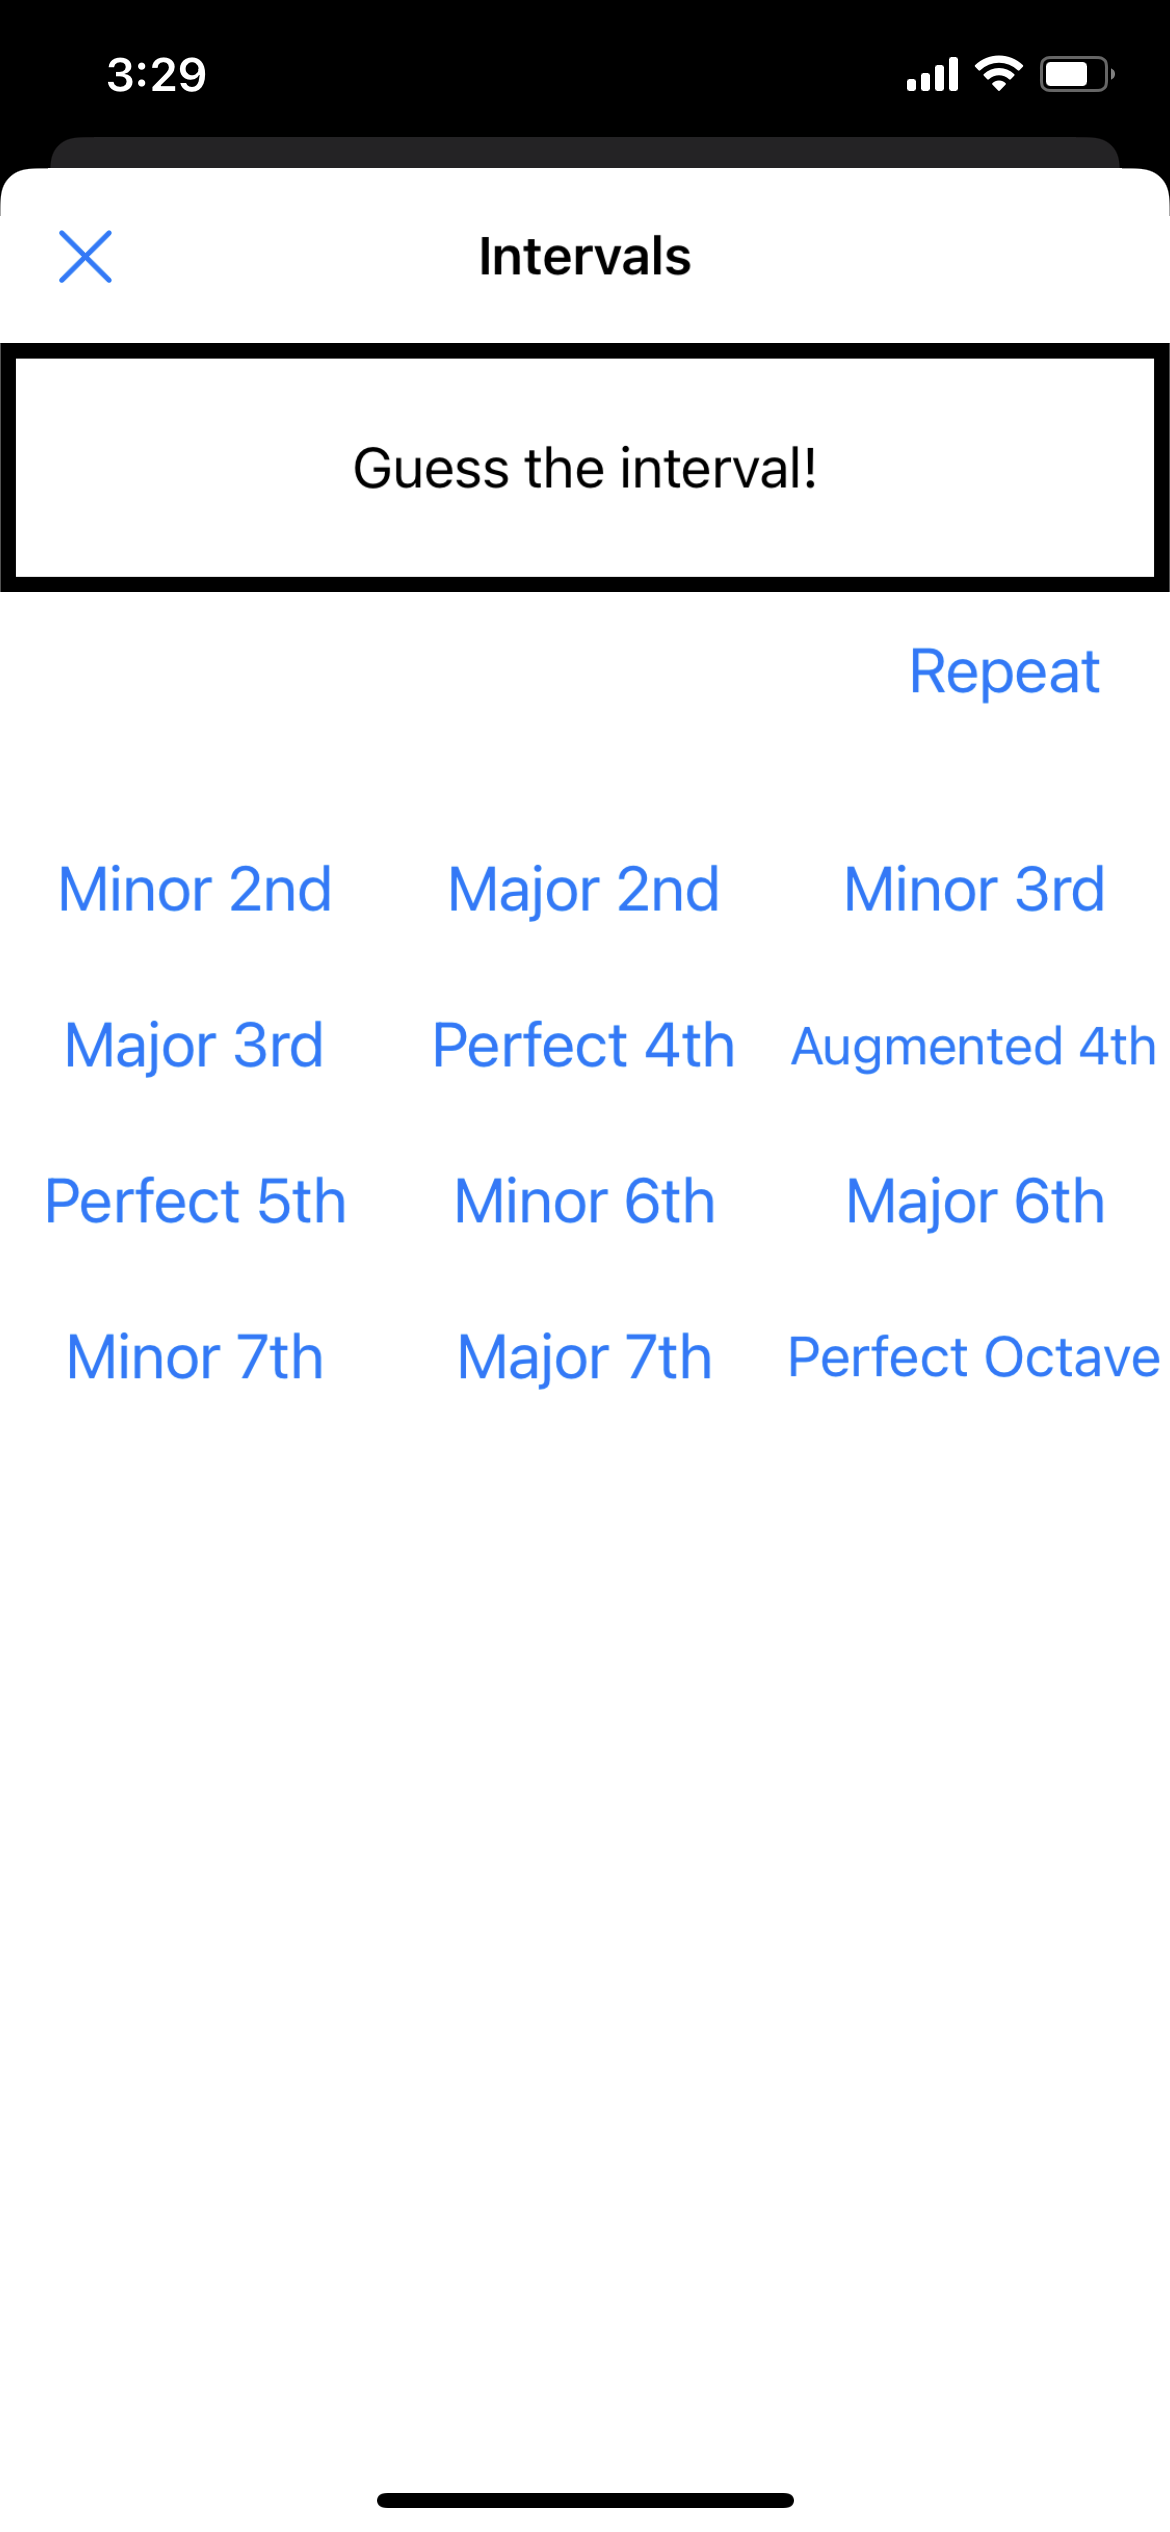 3:29
Intervals
Guess the interval!
Repeat
Minor 2nd Major 2nd Minor 3rd
Major 3rd Perfect 4th Augmented 4th
Perfect 5th Minor 6th Major 6th
Minor 7th Major 7th Perfect Octave